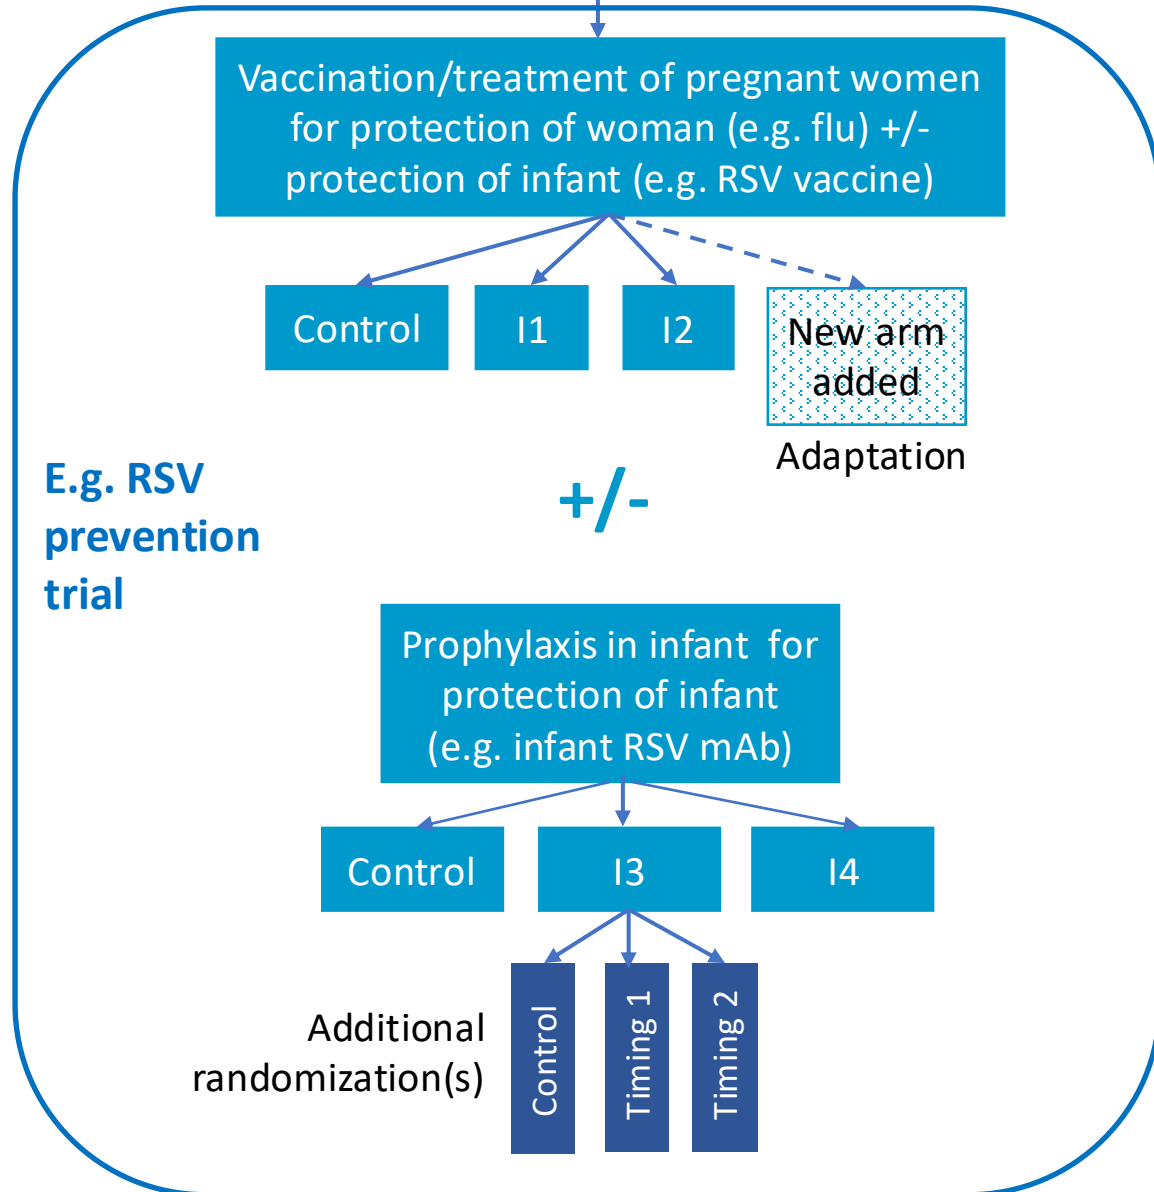 Vaccination/treatment of pregnant women
for protection of woman (e.g. flu) +/-
protection of infant (e.g. RSV vaccine)
Control
I1
I2
New arm
added
Adaptation
E.g. RSV
prevention
trial
+/-
Prophylaxis in infant for
protection of infant
(e.g. infant RSV mAb)
Control
I3
I4
Additional
randomization(s)
Control
Timing 1
Timing 2